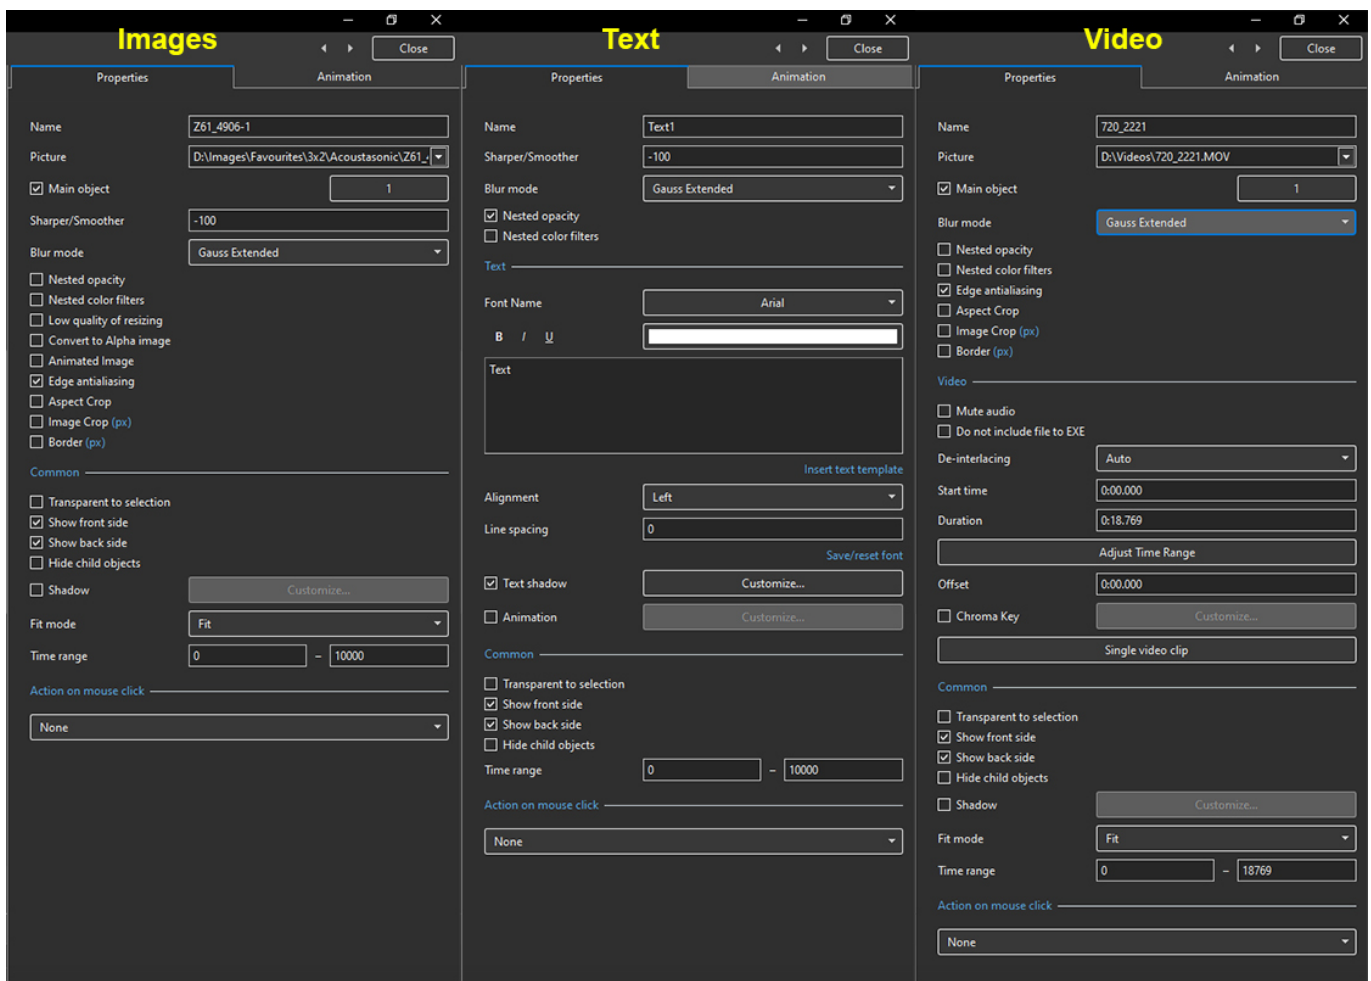 Images
Close
Properties
Animation
Name
Z61_4906-1
Picture
D:\Images\Favourites\3x2\Acoustasonic\Z61_
Main object
1
Sharper/Smoother
-100
Blur mode
Gauss Extended
Nested opacity
Nested color filters
Low quality of resizing
Convert to Alpha image
Animated Image
Edge antialiasing
Aspect Crop
Image Crop (px)
Border (px)
Common
Transparent to selection
Show front side
Show back side
Hide child objects
Shadow
Customize...
Fit mode
Fit
Time range
0 – 10000
Action on mouse click
None
Text
Close
Properties
Animation
Name
Text1
Sharper/Smoother
-100
Blur mode
Gauss Extended
Nested opacity
Nested color filters
Text
Font Name
Arial
B I U
Text
Insert text template
Alignment
Left
Line spacing
0
Save/reset font
Text shadow
Customize...
Animation
Customize...
Common
Transparent to selection
Show front side
Show back side
Hide child objects
Time range
0 – 10000
Action on mouse click
None
Video
Close
Properties
Animation
Name
720_2221
Picture
D:\Videos\720_2221.MOV
Main object
1
Blur mode
Gauss Extended
Nested opacity
Nested color filters
Edge antialiasing
Aspect Crop
Image Crop (px)
Border (px)
Video
Mute audio
Do not include file to EXE
De-interlacing
Auto
Start time
0:00.000
Duration
0:18.769
Adjust Time Range
Offset
0:00.000
Chroma Key
Customize...
Single video clip
Common
Transparent to selection
Show front side
Show back side
Hide child objects
Shadow
Customize...
Fit mode
Fit
Time range
0 – 18769
Action on mouse click
None